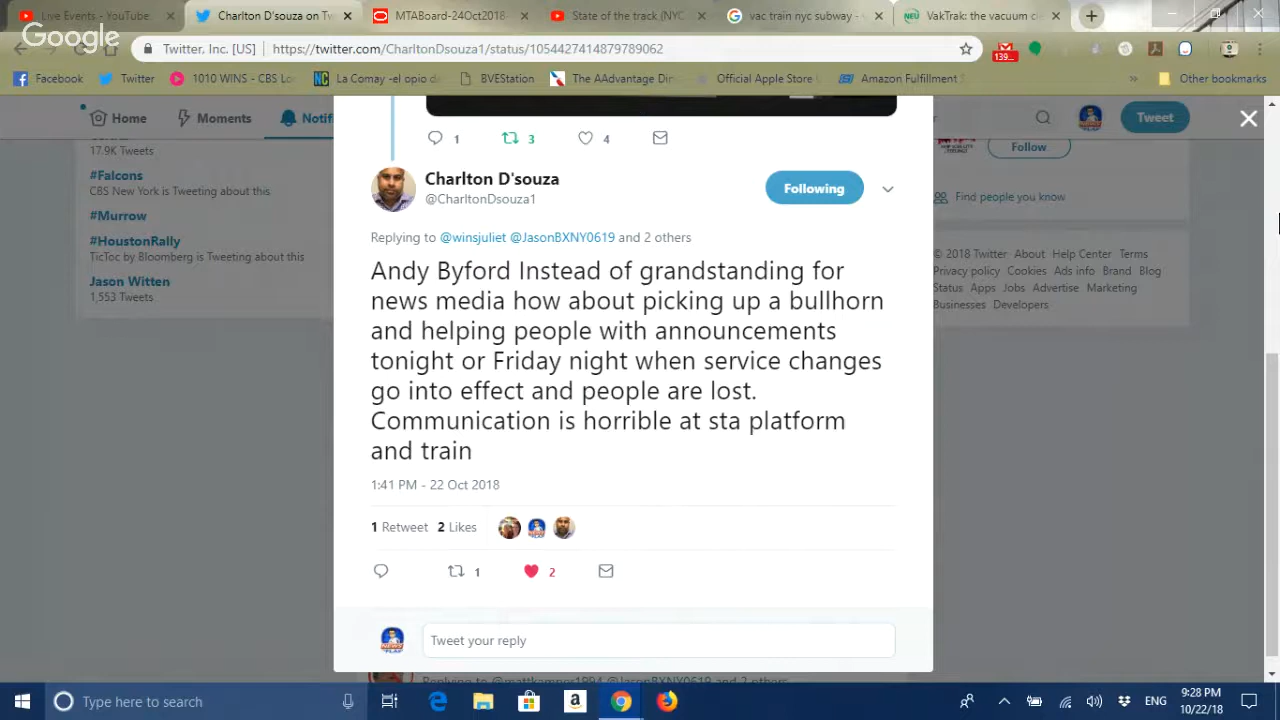 Live Events - YouTube
Charlton D'souza on Tw
MTABoard-24Oct2018-
State of the track (NYC
vac train nyc subway -
VakTrak: the vacuum cle
Google
Twitter, Inc. [US]
https://twitter.com/CharltonDsouza1/status/1054427414879789062
139...
Facebook
Twitter
1010 WINS - CBS Lo
La Comay -el opio de
BVEStation
The AAdvantage Din
Official Apple Store
Amazon Fulfillment S
»
Other bookmarks
Home
Moments
Notifi
Tweet
17.9K Tweets
#Falcons
CBS New York is Tweeting about this
#Murrow
#HoustonRally
TicToc by Bloomberg is Tweeting about this
Jason Witten
1,553 Tweets
1
3
4
Charlton D'souza
@CharltonDsouza1
Following
Replying to @winsjuliet @JasonBXNY0619 and 2 others
Andy Byford Instead of grandstanding for
news media how about picking up a bullhorn
and helping people with announcements
tonight or Friday night when service changes
go into effect and people are lost.
Communication is horrible at sta platform
and train
1:41 PM - 22 Oct 2018
1 Retweet 2 Likes
1
2
Tweet your reply
Replying to @mattkamper1994 @JasonBXNY0619 and 2 others
Follow
Find people you know
© 2018 Twitter About Help Center Terms
Privacy policy Cookies Ads info Brand Blog
Status Apps Jobs Advertise Marketing
Businesses Developers
Type here to search
ENG
9:28 PM
10/22/18